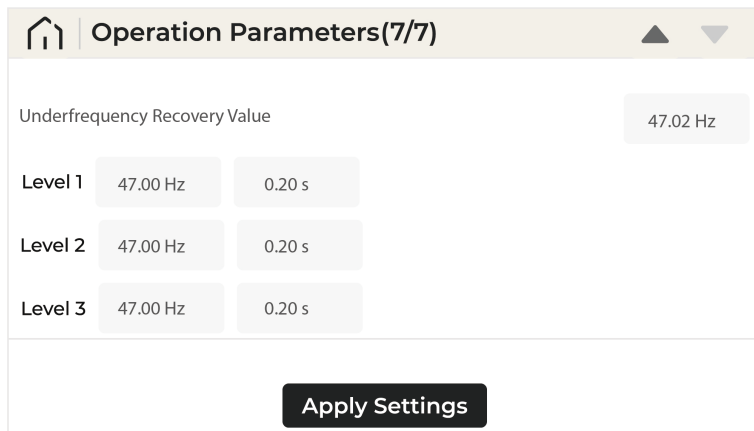 Operation Parameters(7/7)
Underfrequency Recovery Value 47.02 Hz
Level 1 47.00 Hz 0.20 s
Level 2 47.00 Hz 0.20 s
Level 3 47.00 Hz 0.20 s
Apply Settings